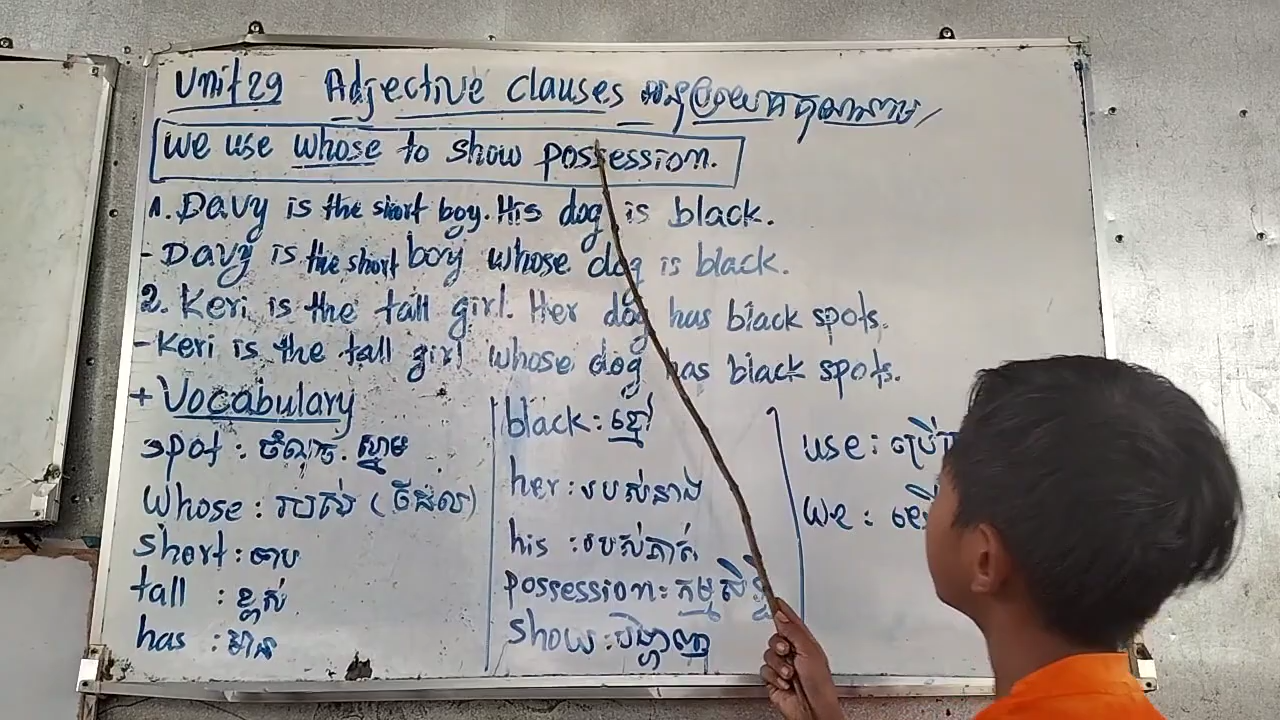 Unit 29 Adjective clauses អនុប្រយោគគុណនាម
We use whose to show possession.
1. Davy is the short boy. His dog is black.
- Davy is the short boy whose dog is black.
2. Keri is the tall girl. Her dog has black spots.
- Keri is the tall girl whose dog has black spots.
+ Vocabulary
spot : ចំណុច. ស្នាម
whose : របស់ (ដែល)
short : ទាប
tall : ខ្ពស់
has : មាន
black : ខ្មៅ
her : របស់នាង
his : របស់គាត់
possession : កម្មសិទ្ធិ
show : បង្ហាញ
use : ប្រើ
we : យើ